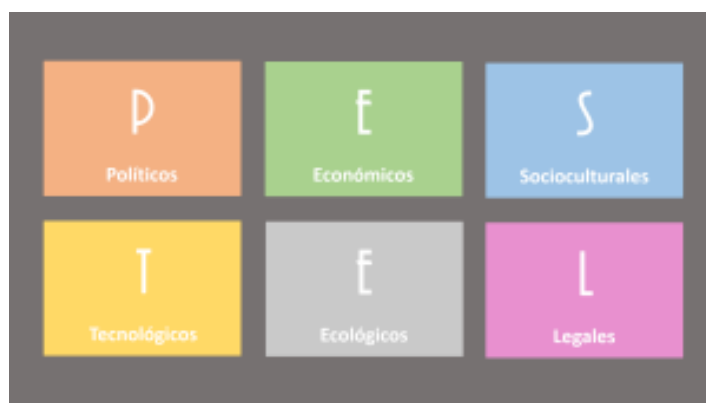 P
Políticos
E
Económicos
S
Socioculturales
T
Tecnológicos
E
Ecológicos
L
Legales